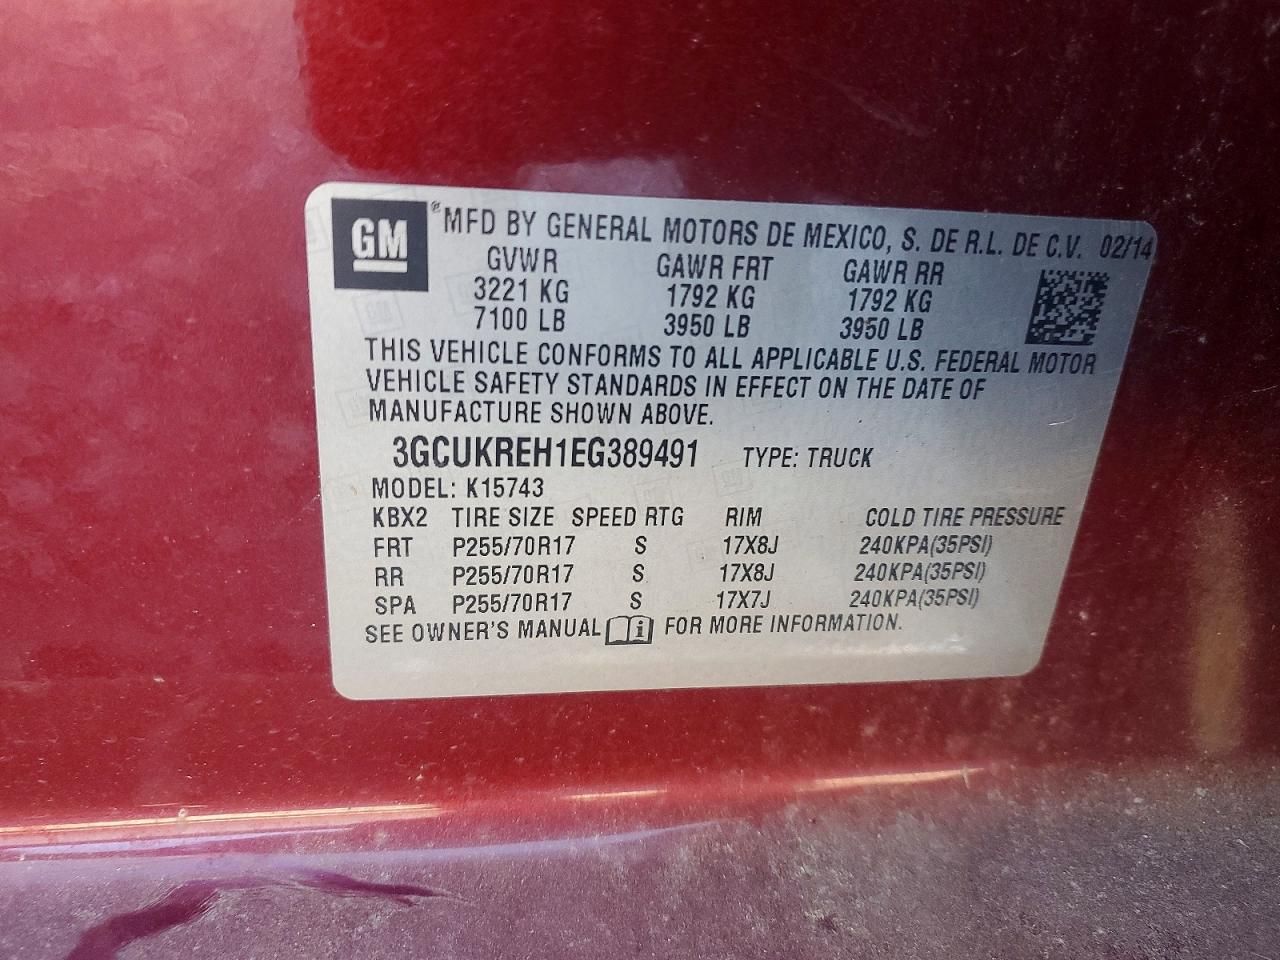 GM ® MFD BY GENERAL MOTORS DE MEXICO, S. DE R.L. DE C.V. 02/14
GVWR GAWR FRT GAWR RR
3221 KG 1792 KG 1792 KG
7100 LB 3950 LB 3950 LB
THIS VEHICLE CONFORMS TO ALL APPLICABLE U.S. FEDERAL MOTOR
VEHICLE SAFETY STANDARDS IN EFFECT ON THE DATE OF
MANUFACTURE SHOWN ABOVE.
3GCUKREH1EG389491 TYPE: TRUCK
MODEL: K15743
KBX2 TIRE SIZE SPEED RTG RIM COLD TIRE PRESSURE
FRT P255/70R17 S 17X8J 240KPA(35PSI)
RR P255/70R17 S 17X8J 240KPA(35PSI)
SPA P255/70R17 S 17X7J 240KPA(35PSI)
SEE OWNER'S MANUAL i FOR MORE INFORMATION.